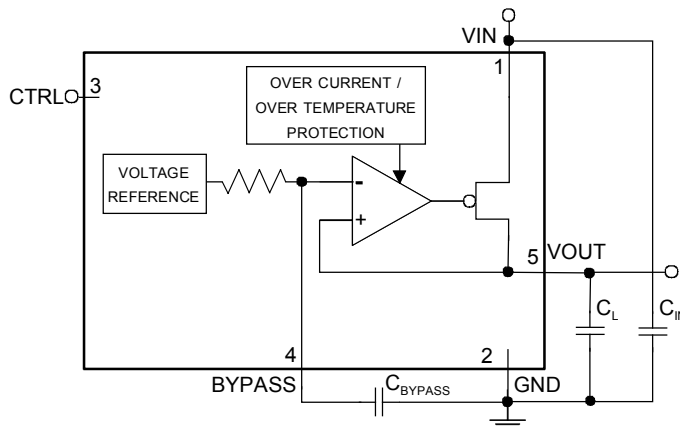 VIN
1
3
CTRL
OVER CURRENT /
OVER TEMPERATURE
PROTECTION
VOLTAGE
REFERENCE
-
+
VOUT
5
CL
CIN
4
2
BYPASS
CBYPASS
GND